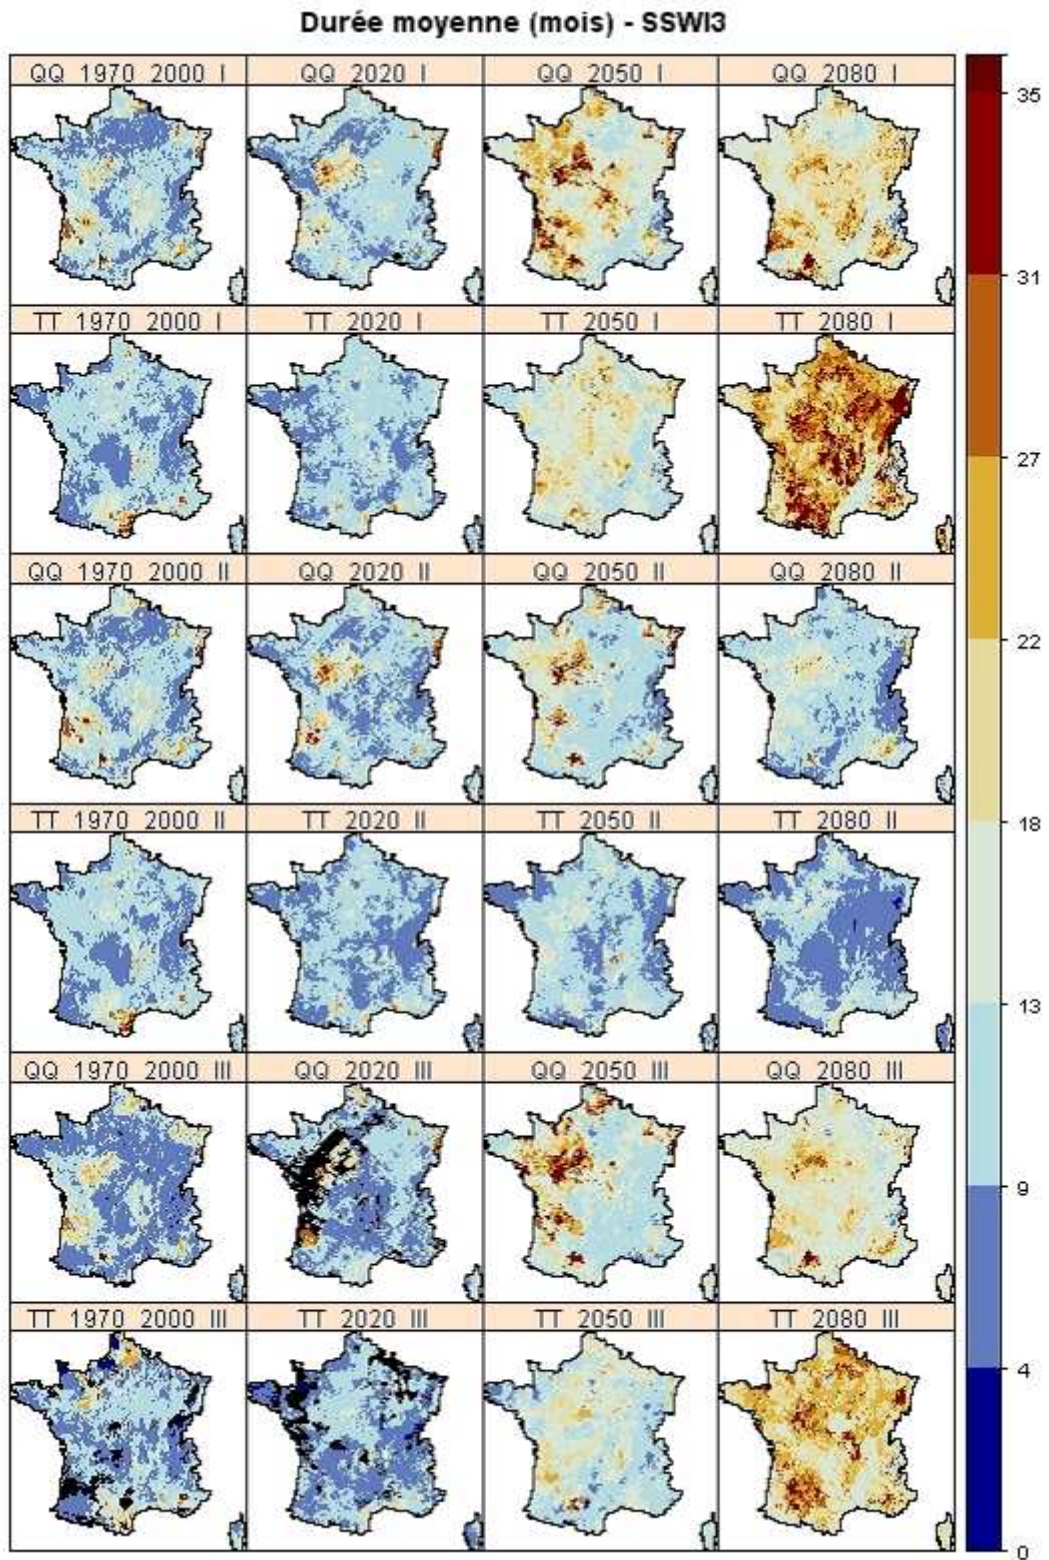 Durée moyenne (mois) - SSWI3
QQ 1970 2000 I
QQ 2020 I
QQ 2050 I
QQ 2080 I
TT 1970 2000 I
TT 2020 I
TT 2050 I
TT 2080 I
QQ 1970 2000 II
QQ 2020 II
QQ 2050 II
QQ 2080 II
TT 1970 2000 II
TT 2020 II
TT 2050 II
TT 2080 II
QQ 1970 2000 III
QQ 2020 III
QQ 2050 III
QQ 2080 III
TT 1970 2000 III
TT 2020 III
TT 2050 III
TT 2080 III
35
31
27
22
18
13
9
4
0